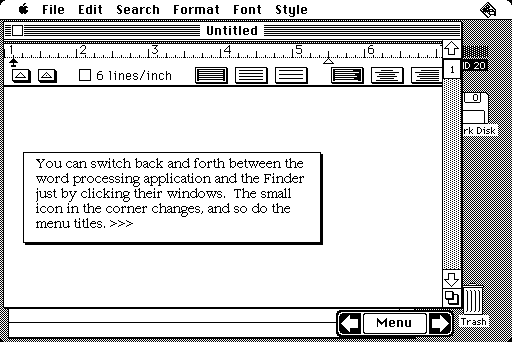 File Edit Search Format Font Style
Untitled
1 2 3 4 5 6
6 lines/inch
1
HD 20
rk Disk
You can switch back and forth between the
word processing application and the Finder
just by clicking their windows. The small
icon in the corner changes, and so do the
menu titles. >>>
Menu
Trash